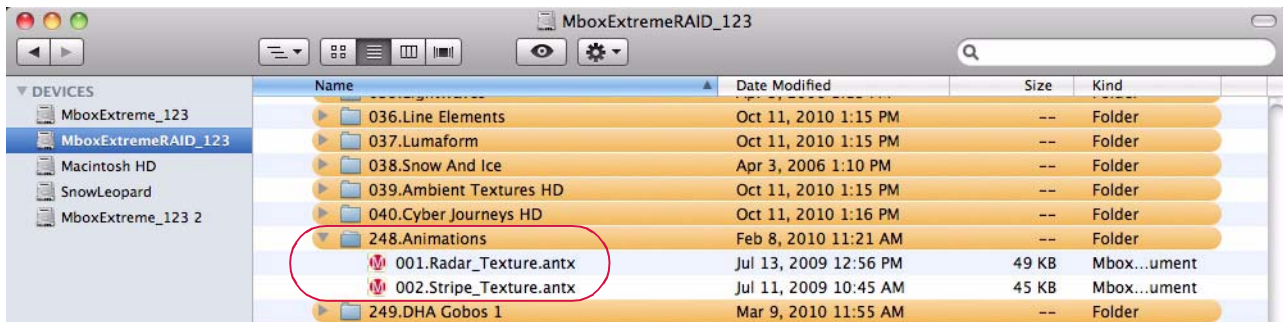 MboxExtremeRAID_123
DEVICES
MboxExtreme_123
MboxExtremeRAID_123
Macintosh HD
SnowLeopard
MboxExtreme_123 2
Name Date Modified Size Kind
036.Line Elements Oct 11, 2010 1:15 PM -- Folder
037.Lumaform Oct 11, 2010 1:15 PM -- Folder
038.Snow And Ice Apr 3, 2006 1:10 PM -- Folder
039.Ambient Textures HD Oct 11, 2010 1:15 PM -- Folder
040.Cyber Journeys HD Oct 11, 2010 1:16 PM -- Folder
248.Animations Feb 8, 2010 11:21 AM -- Folder
001.Radar_Texture.antx Jul 13, 2009 12:56 PM 49 KB Mbox...ument
002.Stripe_Texture.antx Jul 11, 2009 10:45 AM 45 KB Mbox...ument
249.DHA Gobos 1 Mar 9, 2010 11:55 AM -- Folder